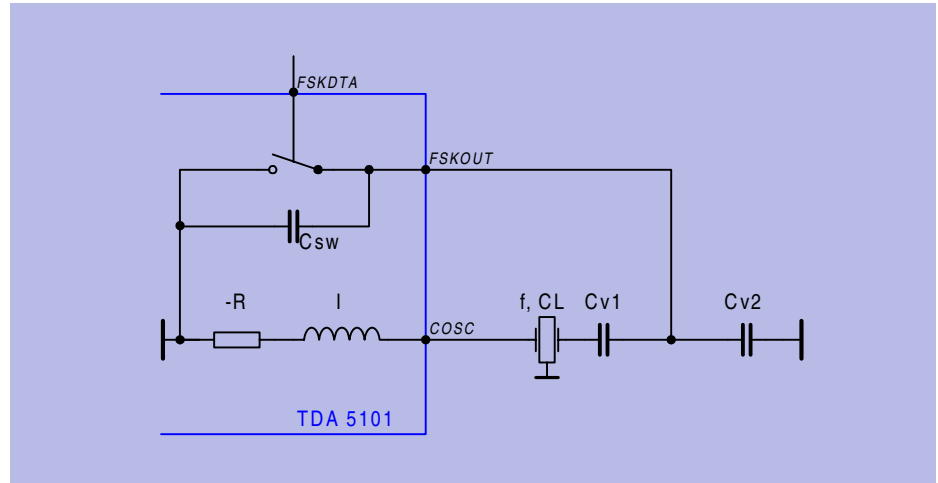 FSKDTA
FSKOUT
Csw
-R I f, CL Cv1 Cv2
COSC
TDA 5101